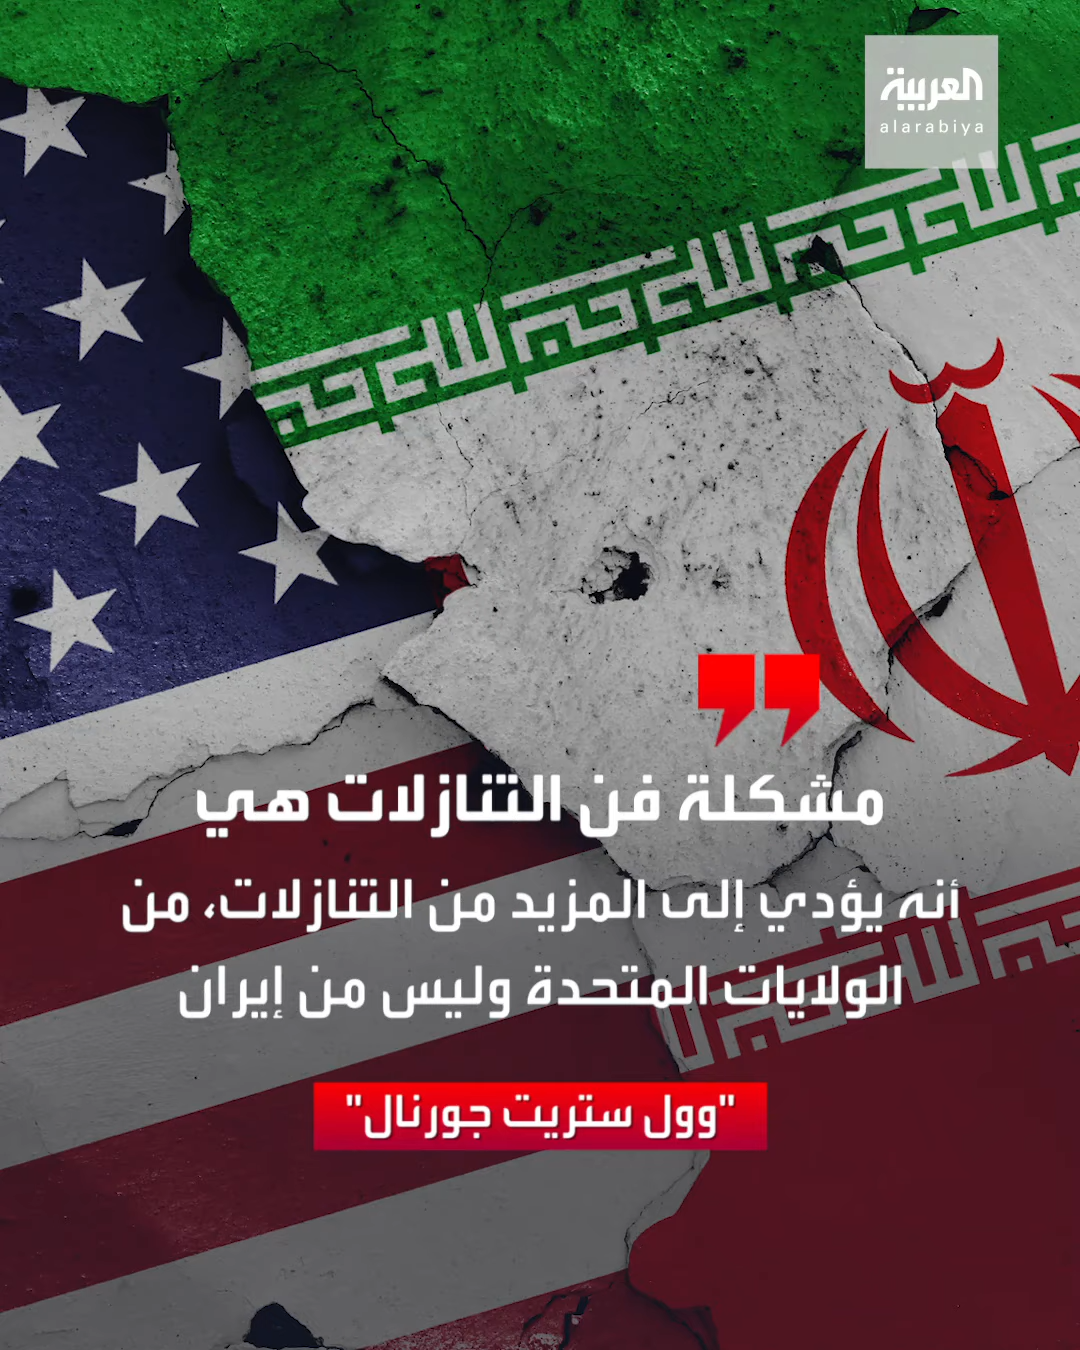 العربية
alarabiya
مشكلة فن التنازلات هي
أنه يؤدي إلى المزيد من التنازلات، من
الولايات المتحدة وليس من إيران
"وول ستريت جورنال"